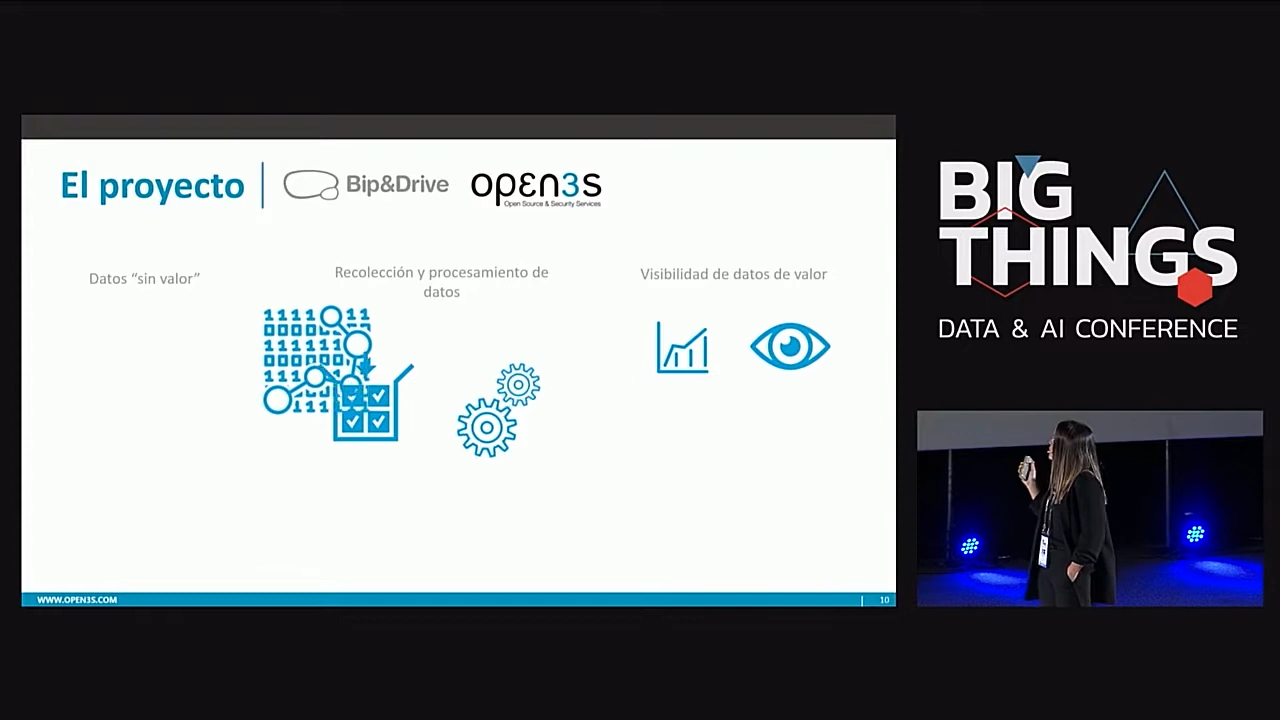 El proyecto
Bip&Drive
open3s
Open Source & Security Services
Datos “sin valor”
Recolección y procesamiento de
datos
Visibilidad de datos de valor
WWW.OPEN3S.COM
10
BIG
THINGS
DATA & AI CONFERENCE